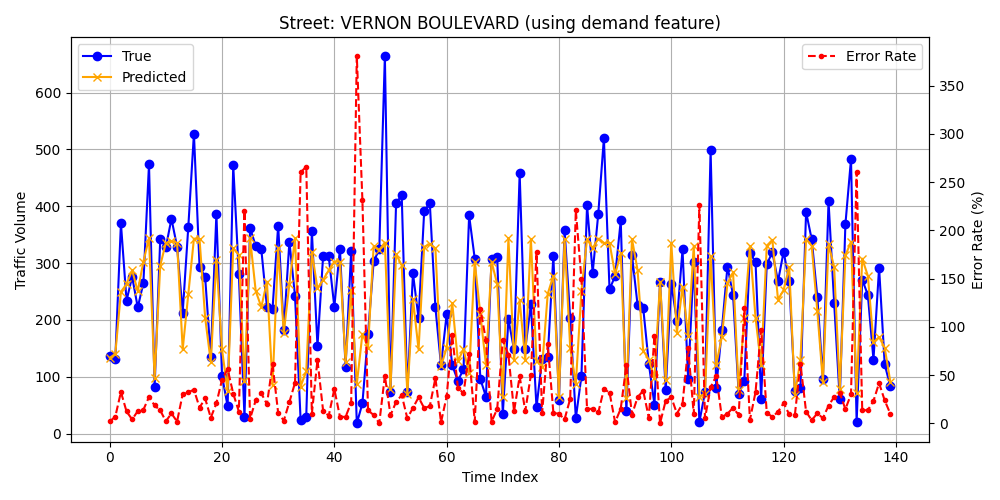 Street: VERNON BOULEVARD (using demand feature)
True
Predicted
Error Rate
Traffic Volume
600
500
400
300
200
100
0
350
300
250
200
150
100
50
0
Error Rate (%)
0 20 40 60 80 100 120 140
Time Index